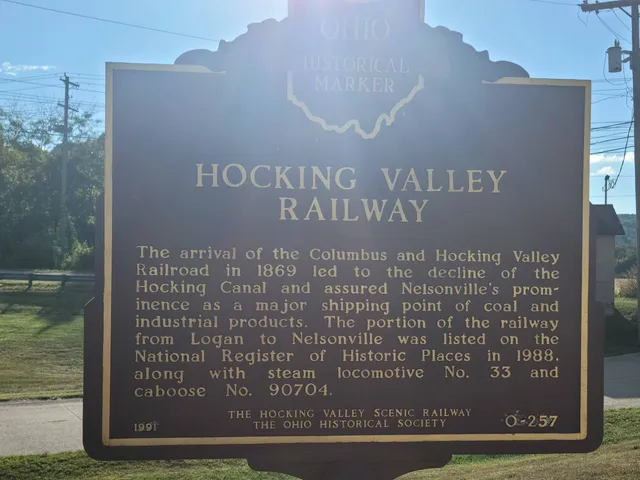 OHIO
HISTORICAL
MARKER
HOCKING VALLEY
RAILWAY
The arrival of the Columbus and Hocking Valley
Railroad in 1869 led to the decline of the
Hocking Canal and assured Nelsonville's prom-
inence as a major shipping point of coal and
industrial products. The portion of the railway
from Logan to Nelsonville was listed on the
National Register of Historic Places in 1988,
along with steam locomotive No. 33 and
caboose No. 90704.
THE HOCKING VALLEY SCENIC RAILWAY
1991 THE OHIO HISTORICAL SOCIETY O-257